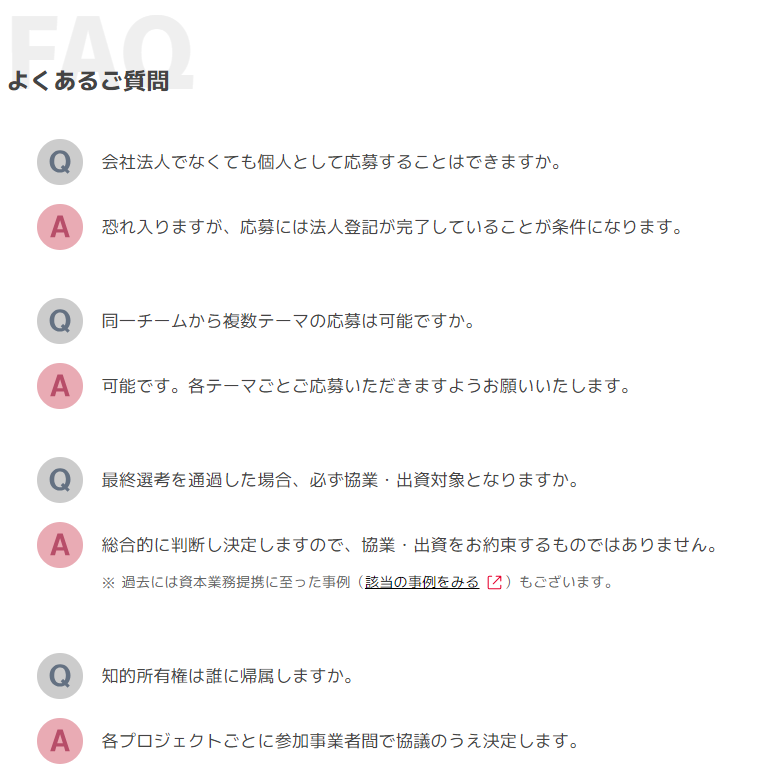 FAQ
よくあるご質問
Q 会社法人でなくても個人として応募することはできますか。
A 恐れ入りますが、応募には法人登記が完了していることが条件になります。
Q 同一チームから複数テーマの応募は可能ですか。
A 可能です。各テーマごとご応募いただきますようお願いいたします。
Q 最終選考を通過した場合、必ず協業・出資対象となりますか。
A 総合的に判断し決定しますので、協業・出資をお約束するものではありません。
※ 過去には資本業務提携に至った事例（該当の事例をみる）もございます。
Q 知的所有権は誰に帰属しますか。
A 各プロジェクトごとに参加事業者間で協議のうえ決定します。